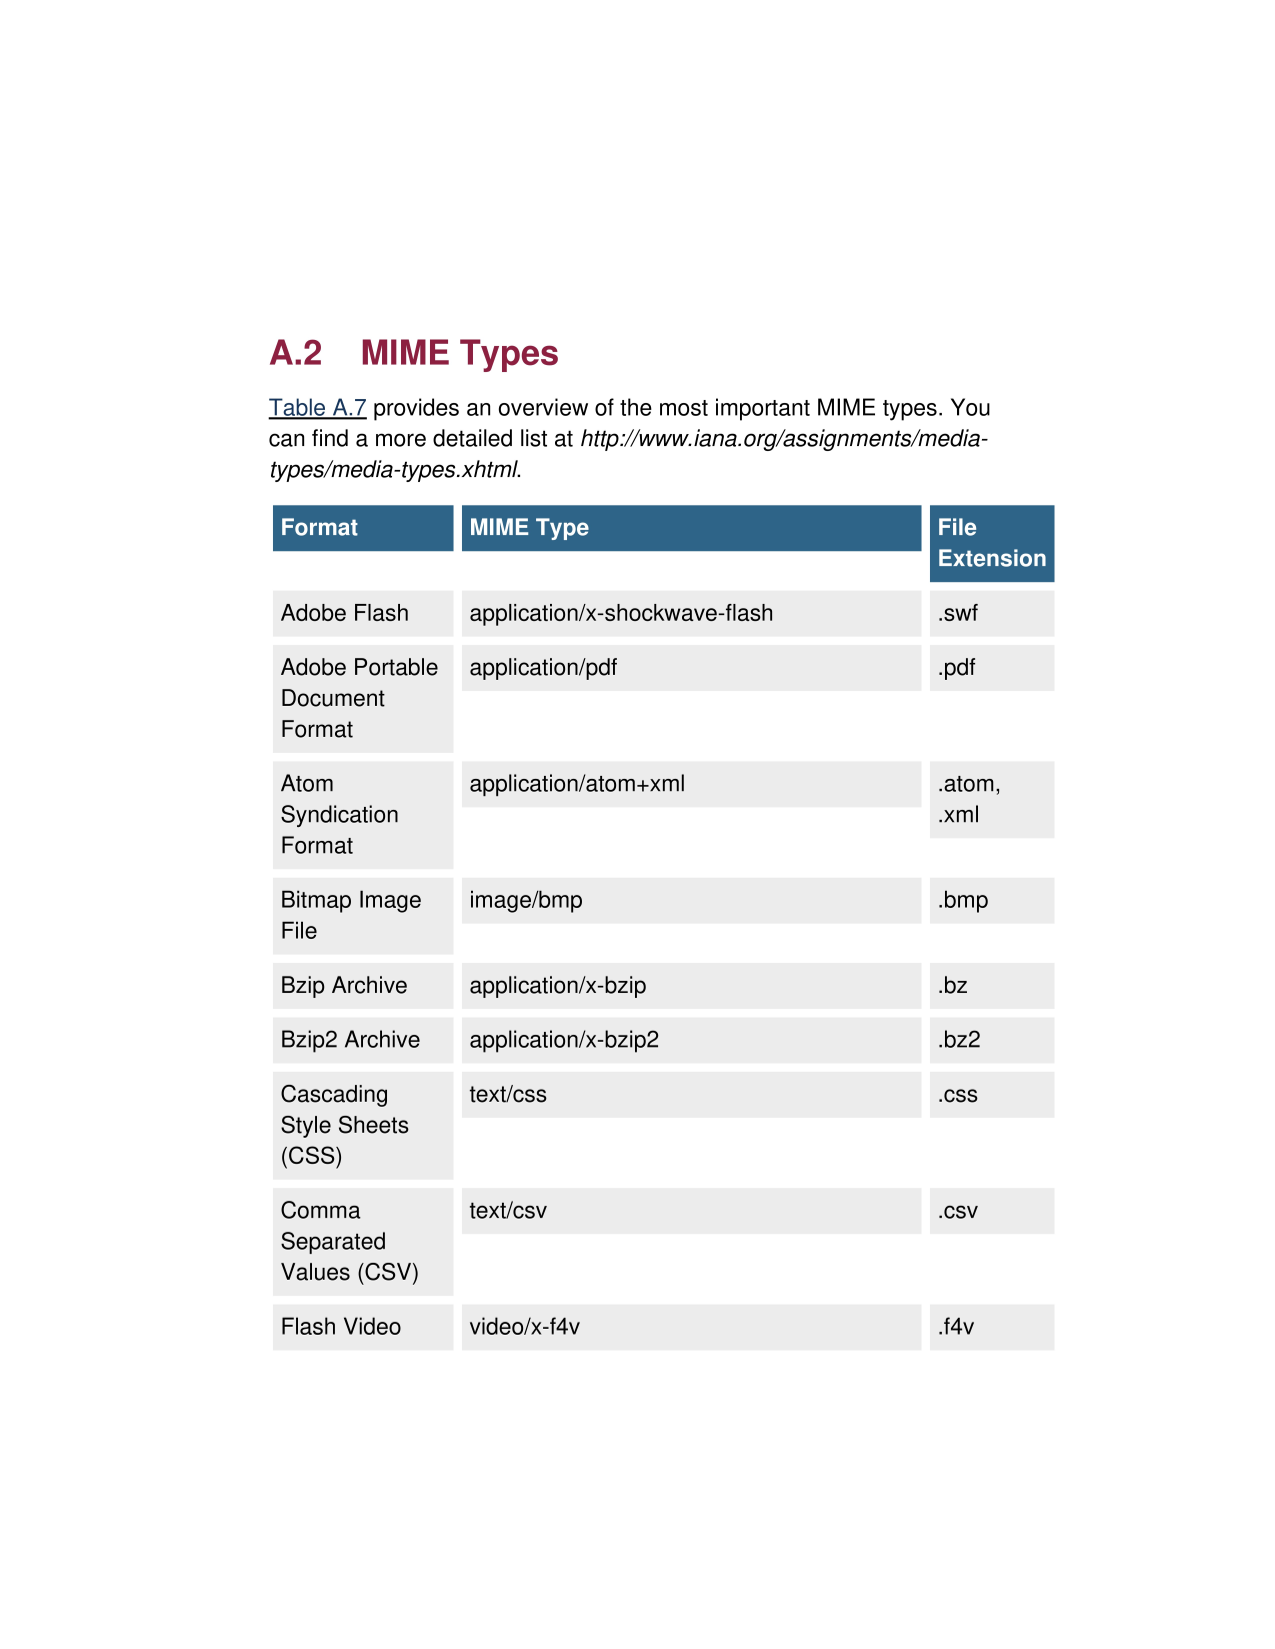 A.2 MIME Types
Table A.7 provides an overview of the most important MIME types. You
can find a more detailed list at http://www.iana.org/assignments/media-
types/media-types.xhtml.
Format MIME Type File
Extension
Adobe Flash application/x-shockwave-flash .swf
Adobe Portable application/pdf .pdf
Document
Format
Atom application/atom+xml .atom,
Syndication .xml
Format
Bitmap Image image/bmp .bmp
File
Bzip Archive application/x-bzip .bz
Bzip2 Archive application/x-bzip2 .bz2
Cascading text/css .css
Style Sheets
(CSS)
Comma text/csv .csv
Separated
Values (CSV)
Flash Video video/x-f4v .f4v